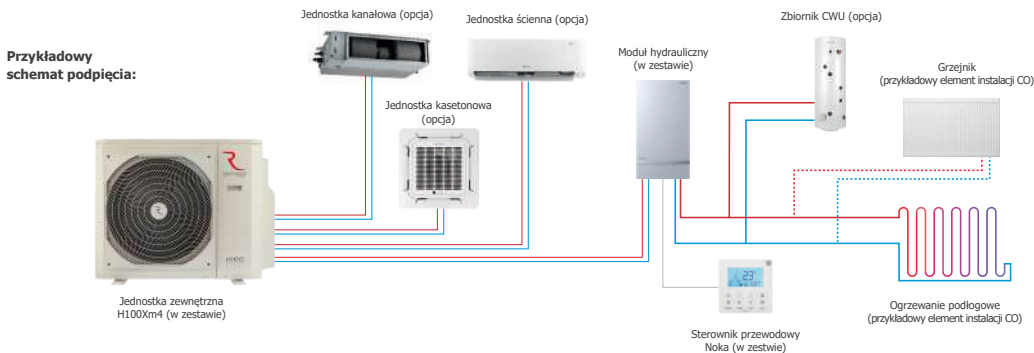 Przykładowy
schemat podpięcia:
Jednostka kanałowa (opcja)
Jednostka ścienna (opcja)
Jednostka kasetonowa
(opcja)
Moduł hydrauliczny
(w zestawie)
Zbiornik CWU (opcja)
Grzejnik
(przykładowy element instalacji CO)
Jednostka zewnętrzna
H100Xm4 (w zestawie)
Sterownik przewodowy
Noka (w zestwie)
Ogrzewanie podłogowe
(przykładowy element instalacji CO)